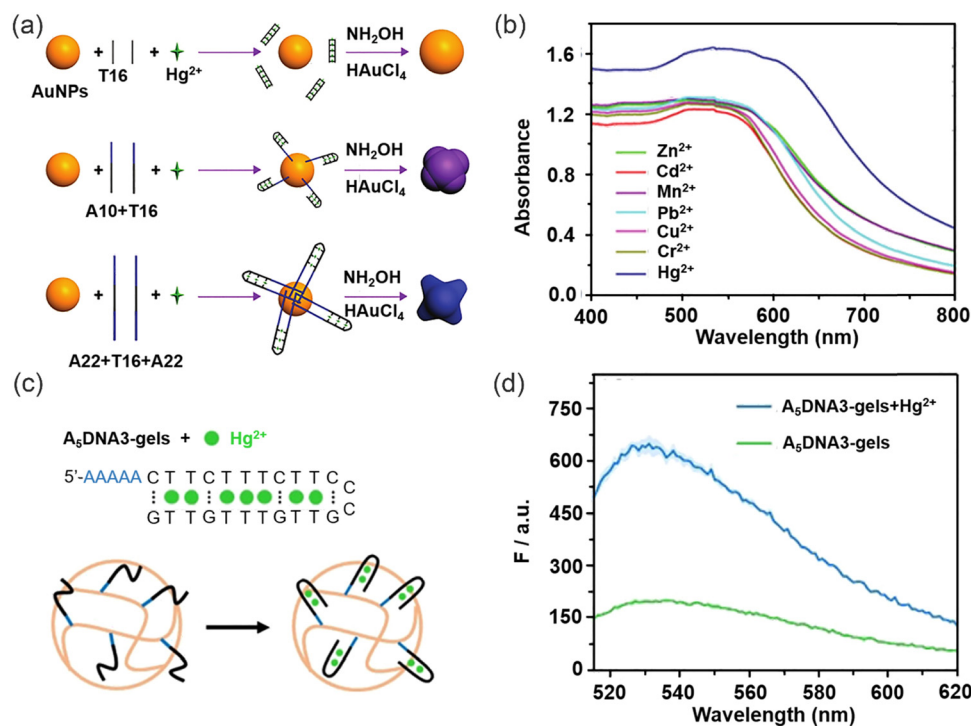 (a)
+ + NH₂OH
T16 Hg²⁺ HAuCl₄
AuNPs
+ + NH₂OH
HAuCl₄
A10+T16
+ + NH₂OH
HAuCl₄
A22+T16+A22
(b)
Absorbance
1.6
1.2
0.8
0.4
0.0
Zn²⁺
Cd²⁺
Mn²⁺
Pb²⁺
Cu²⁺
Cr²⁺
Hg²⁺
400 500 600 700 800
Wavelength (nm)
(c)
A₅DNA3-gels + Hg²⁺
5'-AAAAA C T T C T T T C T T C
C
C
G T T G T T T G T T G C
(d)
F / a.u.
750
600
450
300
150
0
A₅DNA3-gels+Hg²⁺
A₅DNA3-gels
520 540 560 580 600 620
Wavelength (nm)